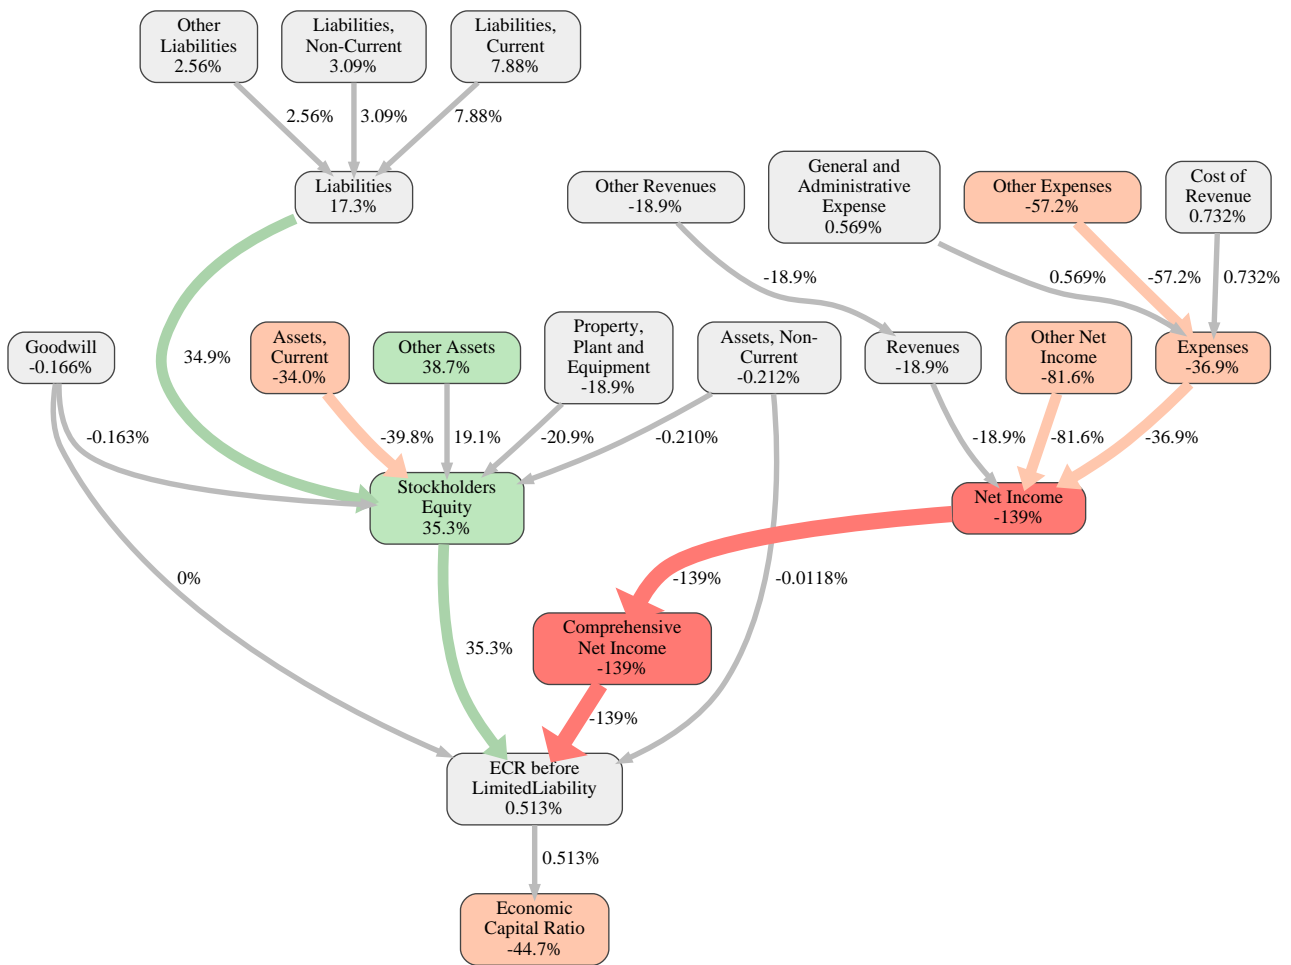 Other
Liabilities
2.56%
Liabilities,
Non-Current
3.09%
Liabilities,
Current
7.88%
2.56%
3.09%
7.88%
Liabilities
17.3%
Other Revenues
-18.9%
General and
Administrative
Expense
0.569%
Other Expenses
-57.2%
Cost of
Revenue
0.732%
-18.9%
0.569%
-57.2%
0.732%
34.9%
Goodwill
-0.166%
Assets,
Current
-34.0%
Other Assets
38.7%
Property,
Plant and
Equipment
-18.9%
Assets, Non-
Current
-0.212%
Revenues
-18.9%
Other Net
Income
-81.6%
Expenses
-36.9%
-0.163%
-39.8%
19.1%
-20.9%
-0.210%
-18.9%
-81.6%
-36.9%
Stockholders
Equity
35.3%
Net Income
-139%
0%
-139%
-0.0118%
35.3%
Comprehensive
Net Income
-139%
-139%
ECR before
LimitedLiability
0.513%
0.513%
Economic
Capital Ratio
-44.7%